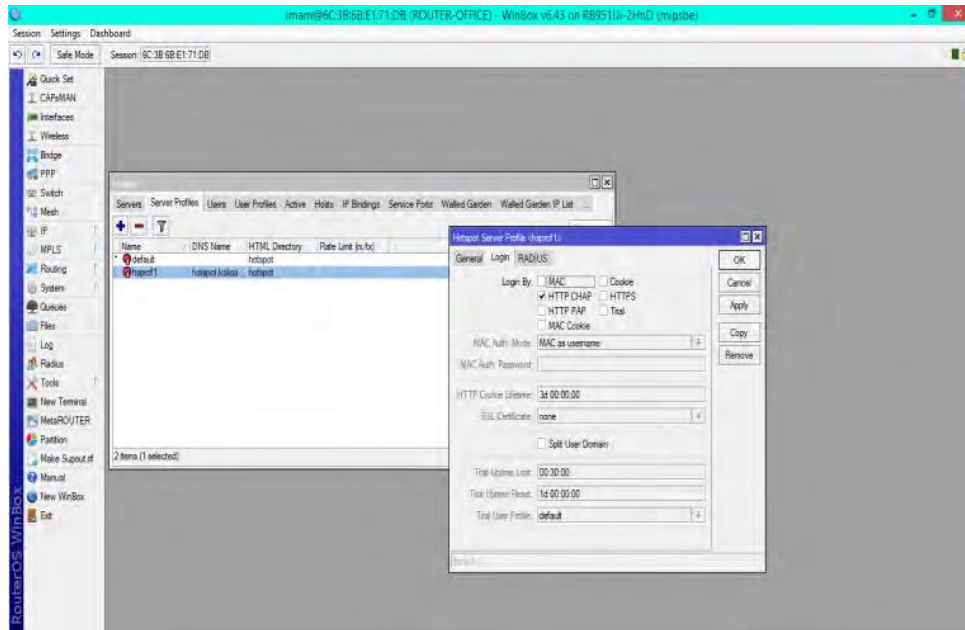 imam@6C:3B:6B:E1:71:DB (ROUTER-OFFICE) - WinBox v6.43 on RB951Ui-2HnD (mipsbe)
Session Settings Dashboard
Safe Mode Session: 6C:3B:6B:E1:71:DB
Quick Set
CAPsMAN
Interfaces
Wireless
Bridge
PPP
Switch
Mesh
IP
MPLS
Routing
System
Queues
Files
Log
Radius
Tools
New Terminal
MetaROUTER
Partition
Make Supout.rif
Manual
New WinBox
Exit
RouterOS WinBox
Servers Server Profiles Users User Profiles Active Hosts IP Bindings Service Ports Walled Garden Walled Garden IP List ...
Name DNS Name HTML Directory Rate Limit (rx/tx)
* default hotspot
hsprof1 hotspot.kalisa... hotspot
2 items (1 selected)
Hotspot Server Profile <hsprof1>
General Login RADIUS
Login By: MAC Cookie
HTTP CHAP HTTPS
HTTP PAP Trial
MAC Cookie
MAC Auth. Mode: MAC as username
MAC Auth. Password:
HTTP Cookie Lifetime: 3d 00:00:00
SSL Certificate: none
Split User Domain
Trial Uptime Limit: 00:30:00
Trial Uptime Reset: 1d 00:00:00
Trial User Profile: default
OK
Cancel
Apply
Copy
Remove